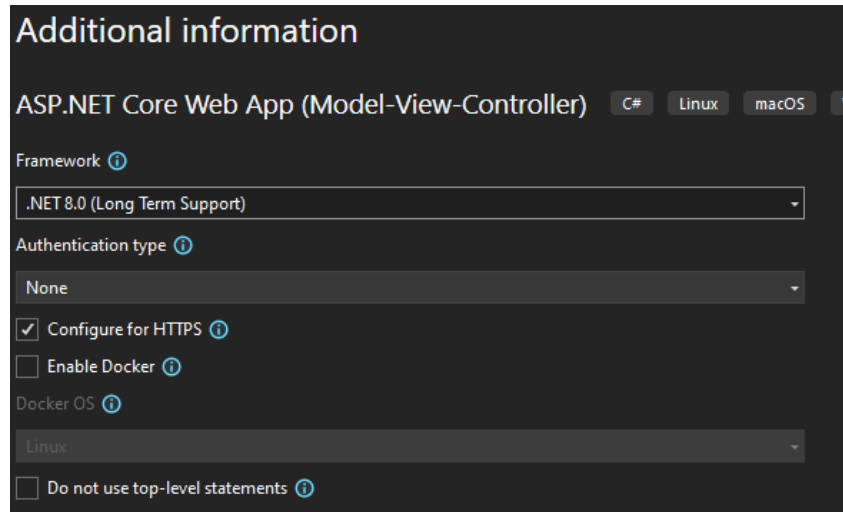 Additional information
ASP.NET Core Web App (Model-View-Controller) C# Linux macOS
Framework
.NET 8.0 (Long Term Support)
Authentication type
None
Configure for HTTPS
Enable Docker
Docker OS
Linux
Do not use top-level statements